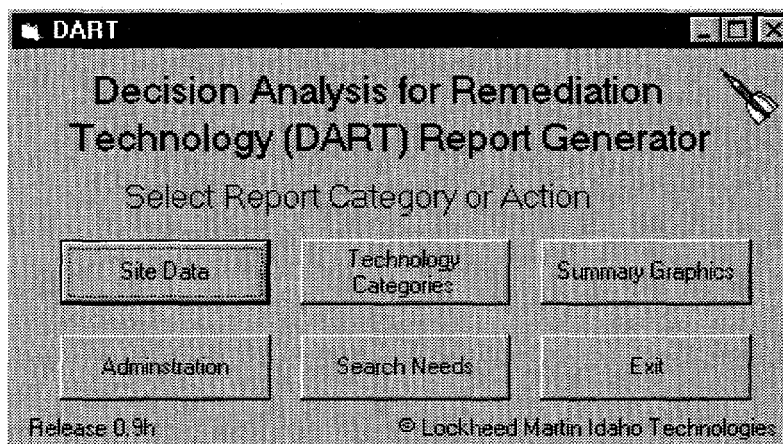 DART
Decision Analysis for Remediation
Technology (DART) Report Generator
Select Report Category or Action
Site Data
Technology
Categories
Summary Graphics
Adminstration
Search Needs
Exit
Release 0.9h
© Lockheed Martin Idaho Technologies